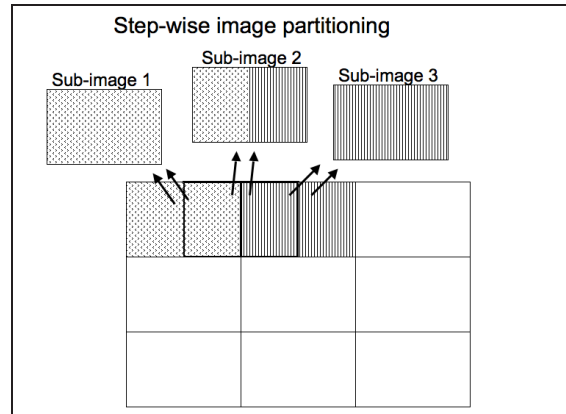 Step-wise image partitioning
Sub-image 1
Sub-image 2
Sub-image 3